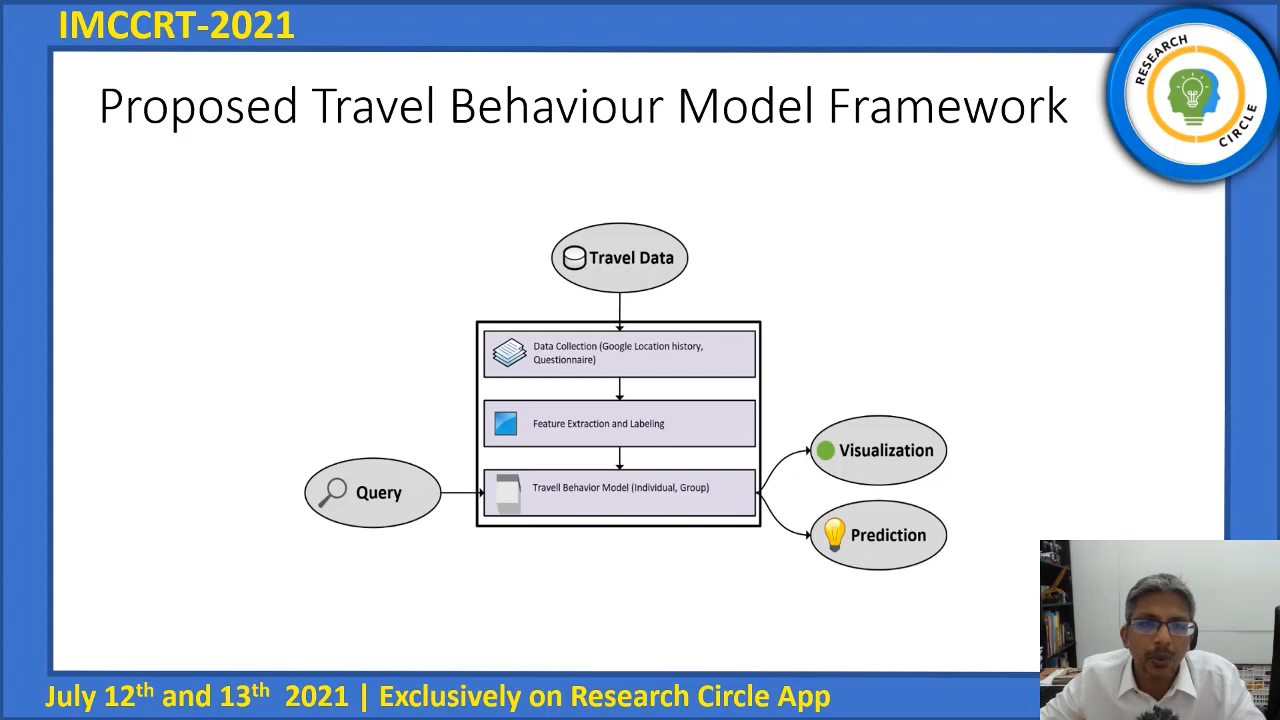 IMCCRT-2021
RESEARCH
CIRCLE
Proposed Travel Behaviour Model Framework
Travel Data
Data Collection (Google Location history,
Questionnaire)
Feature Extraction and Labeling
Travell Behavior Model (Individual, Group)
Query
Visualization
Prediction
July 12th and 13th 2021 | Exclusively on Research Circle App